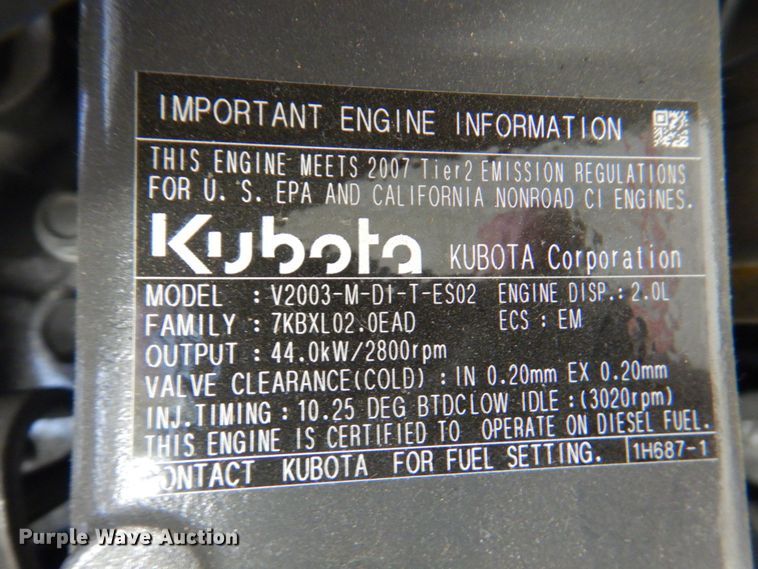 IMPORTANT ENGINE INFORMATION
THIS ENGINE MEETS 2007 Tier2 EMISSION REGULATIONS
FOR U. S. EPA AND CALIFORNIA NONROAD CI ENGINES.
Kubota KUBOTA Corporation
MODEL : V2003-M-DI-T-ES02 ENGINE DISP.: 2.0L
FAMILY : 7KBXL02.0EAD ECS : EM
OUTPUT : 44.0kW/2800rpm
VALVE CLEARANCE(COLD) : IN 0.20mm EX 0.20mm
INJ.TIMING : 10.25 DEG BTDCLOW IDLE : (3020rpm)
THIS ENGINE IS CERTIFIED TO OPERATE ON DIESEL FUEL.
CONTACT KUBOTA FOR FUEL SETTING. 1H687-1
Purple Wave Auction